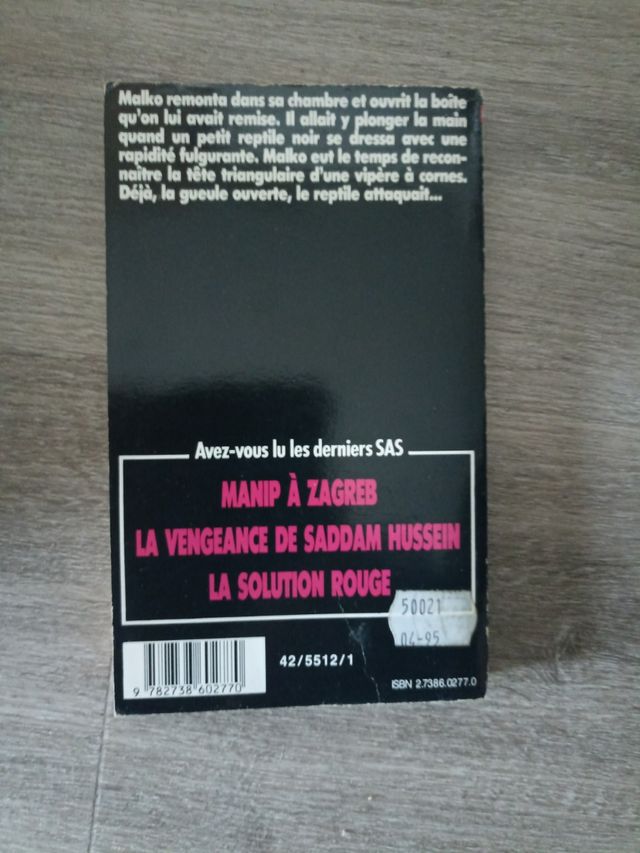 Malko remonta dans sa chambre et ouvrit la boîte
qu'on lui avait remise. Il allait y plonger la main
quand un petit reptile noir se dressa avec une
rapidité fulgurante. Malko eut le temps de recon-
naître la tête triangulaire d'une vipère à cornes.
Déjà, la gueule ouverte, le reptile attaquait...
Avez-vous lu les derniers SAS
MANIP À ZAGREB
LA VENGEANCE DE SADDAM HUSSEIN
LA SOLUTION ROUGE
50021
04-95
9 782738 602770
42/5512/1
ISBN 2.7386.0277.0